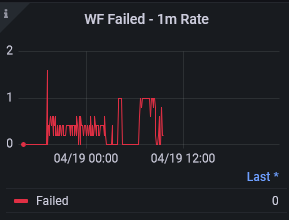 i
WF Failed - 1m Rate
2
1
0
04/19 00:00
04/19 12:00
Last *
Failed
0